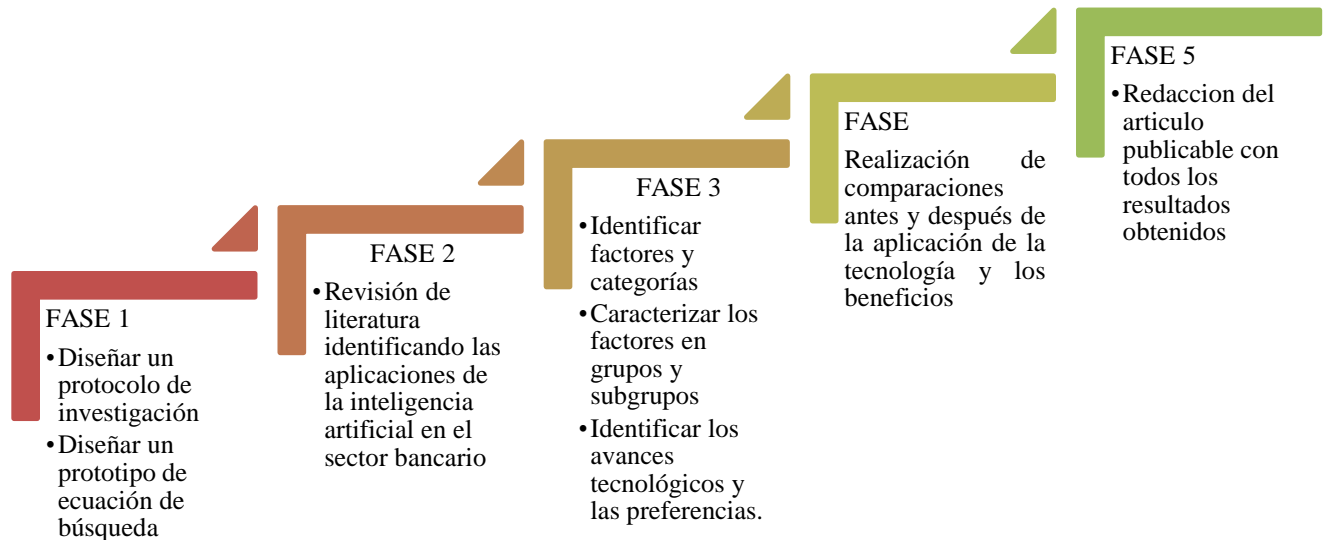 FASE 1
•Diseñar un
protocolo de
investigación
•Diseñar un
prototipo de
ecuación de
búsqueda
FASE 2
•Revisión de
literatura
identificando las
aplicaciones de
la inteligencia
artificial en el
sector bancario
FASE 3
•Identificar
factores y
categorías
•Caracterizar los
factores en
grupos y
subgrupos
•Identificar los
avances
tecnológicos y
las preferencias.
FASE
Realización de
comparaciones
antes y después de
la aplicación de la
tecnología y los
beneficios
FASE 5
•Redaccion del
articulo
publicable con
todos los
resultados
obtenidos